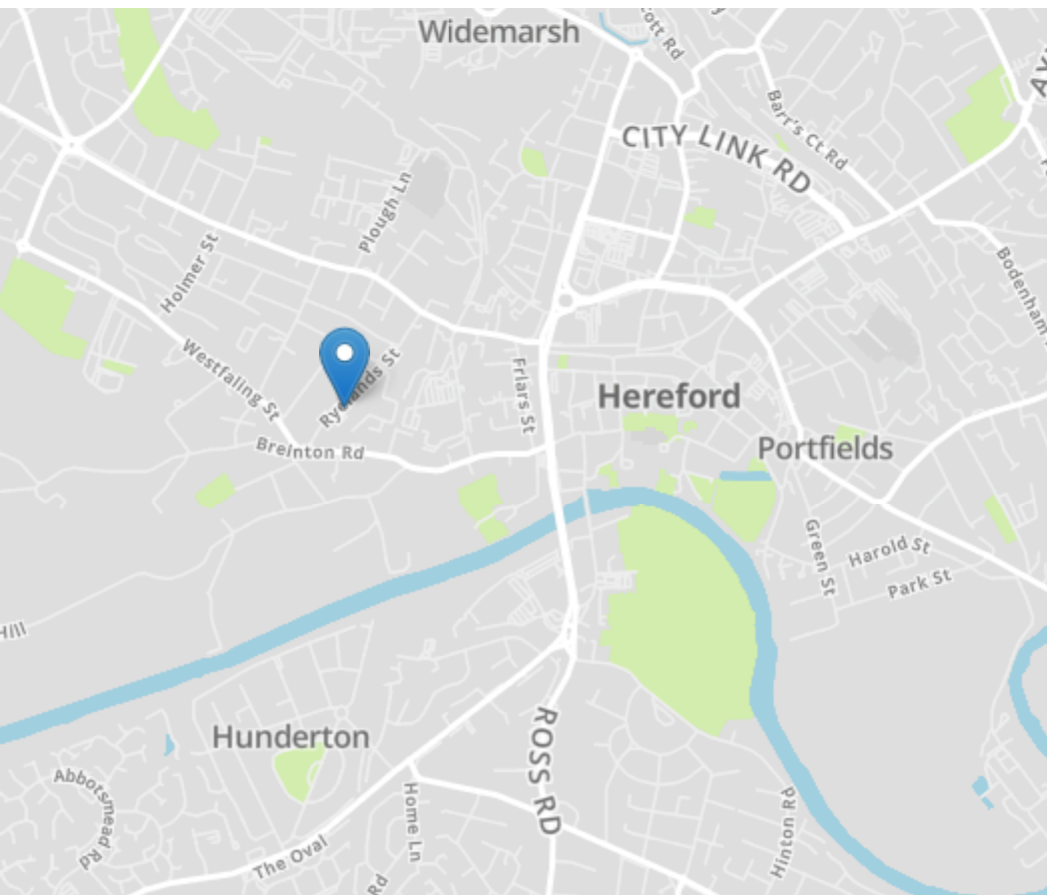 Widemarsh
CITY LINK RD
Barr's Ct Rd
Plough Ln
Holmer St
Bodenham
Westfaling St
Friars St
Hereford
Breinton Rd
Portfields
Green St
Harold St
Park St
Hill
Hunderton
ROSS RD
Abbotsmead Rd
Home Ln
Hinton Rd
The Oval
Rd